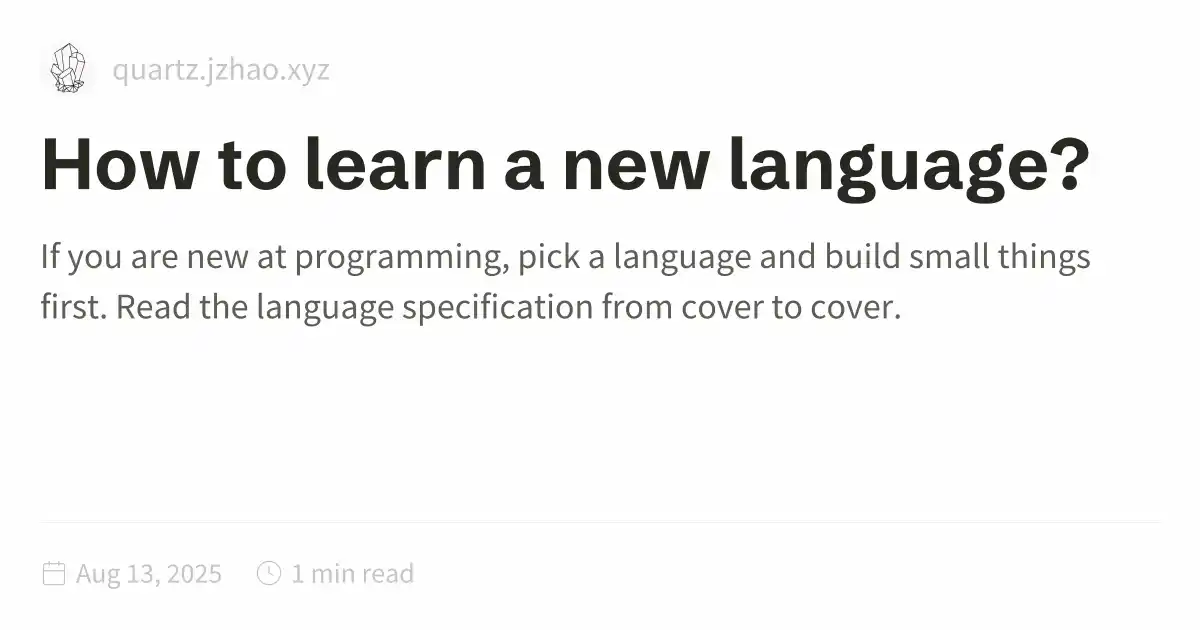 quartz.jzhao.xyz
How to learn a new language?
If you are new at programming, pick a language and build small things
first. Read the language specification from cover to cover.
Aug 13, 2025 1 min read